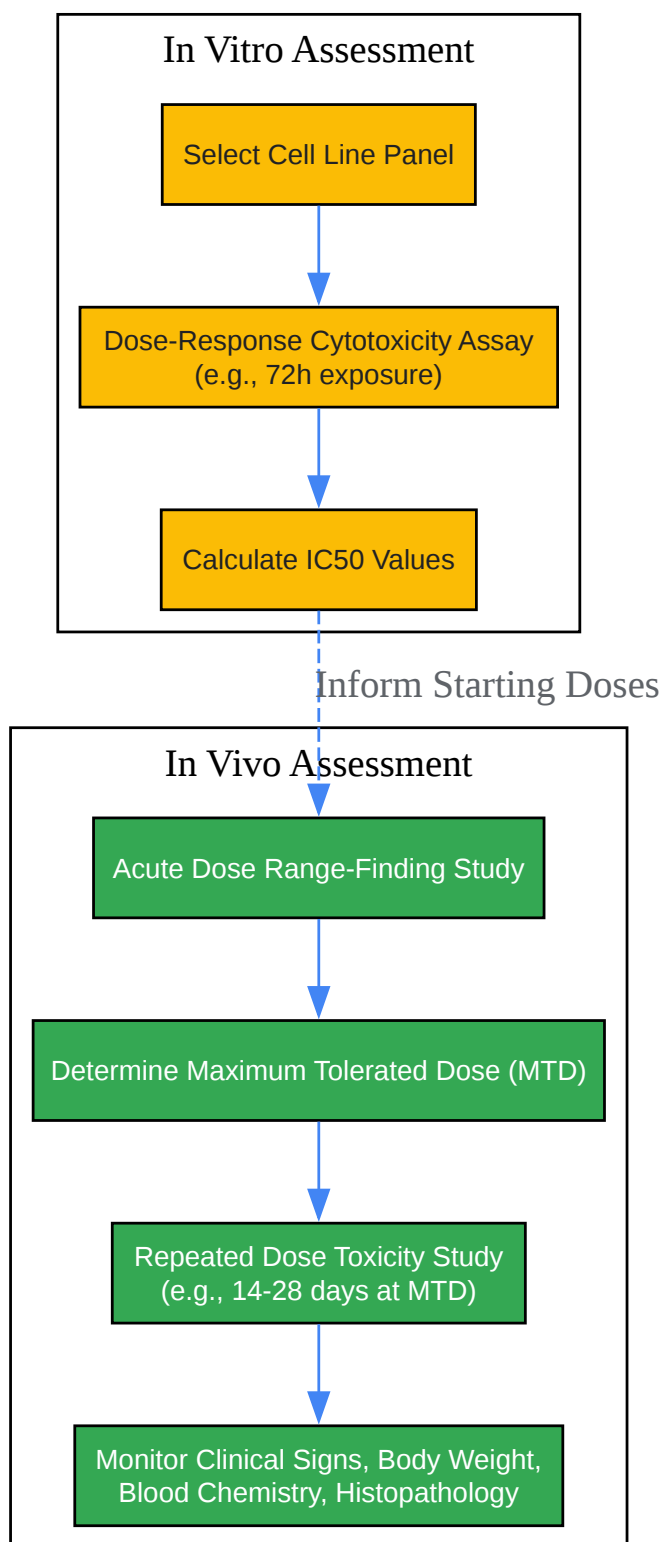 In Vitro Assessment
Select Cell Line Panel
Dose-Response Cytotoxicity Assay
(e.g., 72h exposure)
Calculate IC50 Values
Inform Starting Doses
In Vivo Assessment
Acute Dose Range-Finding Study
Determine Maximum Tolerated Dose (MTD)
Repeated Dose Toxicity Study
(e.g., 14-28 days at MTD)
Monitor Clinical Signs, Body Weight,
Blood Chemistry, Histopathology